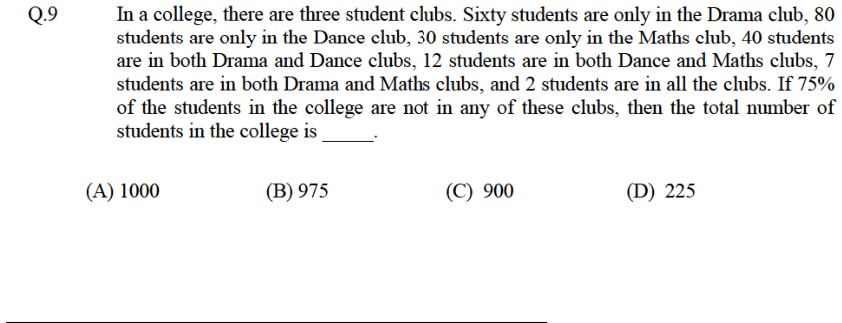 Q.9 In a college, there are three student clubs. Sixty students are only in the Drama club, 80
students are only in the Dance club, 30 students are only in the Maths club, 40 students
are in both Drama and Dance clubs, 12 students are in both Dance and Maths clubs, 7
students are in both Drama and Maths clubs, and 2 students are in all the clubs. If 75%
of the students in the college are not in any of these clubs, then the total number of
students in the college is _____.
(A) 1000 (B) 975 (C) 900 (D) 225